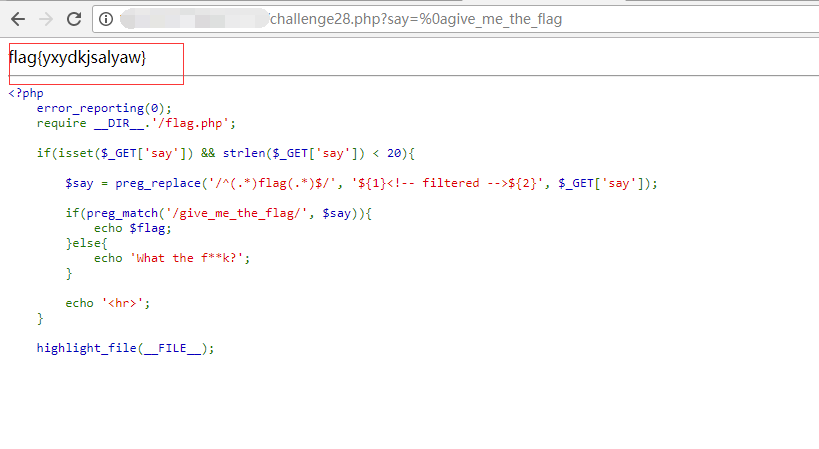 /challenge28.php?say=%0agive_me_the_flag
flag{yxydkjsalyaw}
<?php
    error_reporting(0);
    require __DIR__.'/flag.php';

    if(isset($_GET['say']) && strlen($_GET['say']) < 20){

        $say = preg_replace('/^(.*)flag(.*)$/', '${1}<!-- filtered -->${2}', $_GET['say']);

        if(preg_match('/give_me_the_flag/', $say)){
            echo $flag;
        }else{
            echo 'What the f**k?';
        }

        echo '<hr>';
    }

    highlight_file(__FILE__);